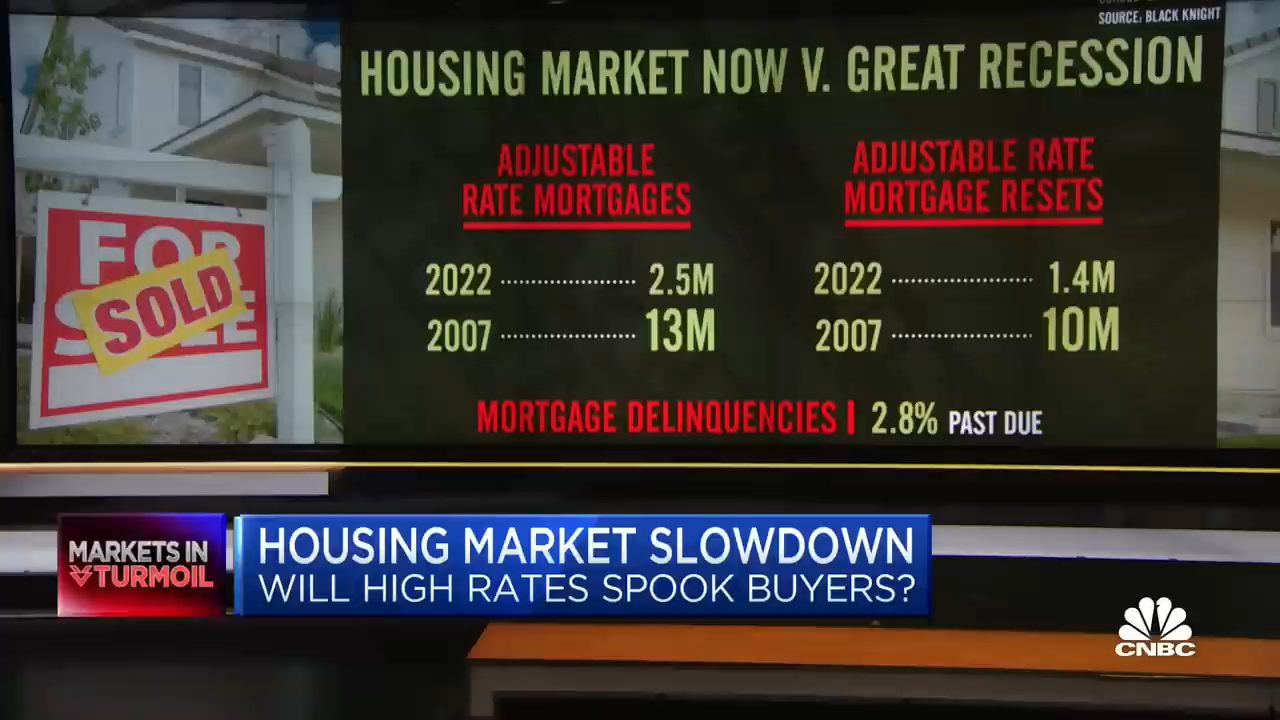 SOURCE: BLACK KNIGHT
HOUSING MARKET NOW V. GREAT RECESSION
ADJUSTABLE
RATE MORTGAGES
2022 ................... 2.5M
2007 ................... 13M
ADJUSTABLE RATE
MORTGAGE RESETS
2022 .................... 1.4M
2007 .................... 10M
MORTGAGE DELINQUENCIES | 2.8% PAST DUE
FOR
SOLD
MARKETS IN
TURMOIL
HOUSING MARKET SLOWDOWN
WILL HIGH RATES SPOOK BUYERS?
CNBC